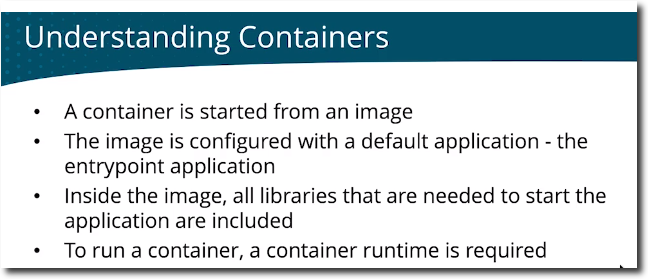 Understanding Containers
• A container is started from an image
• The image is configured with a default application - the
entrypoint application
• Inside the image, all libraries that are needed to start the
application are included
• To run a container, a container runtime is required